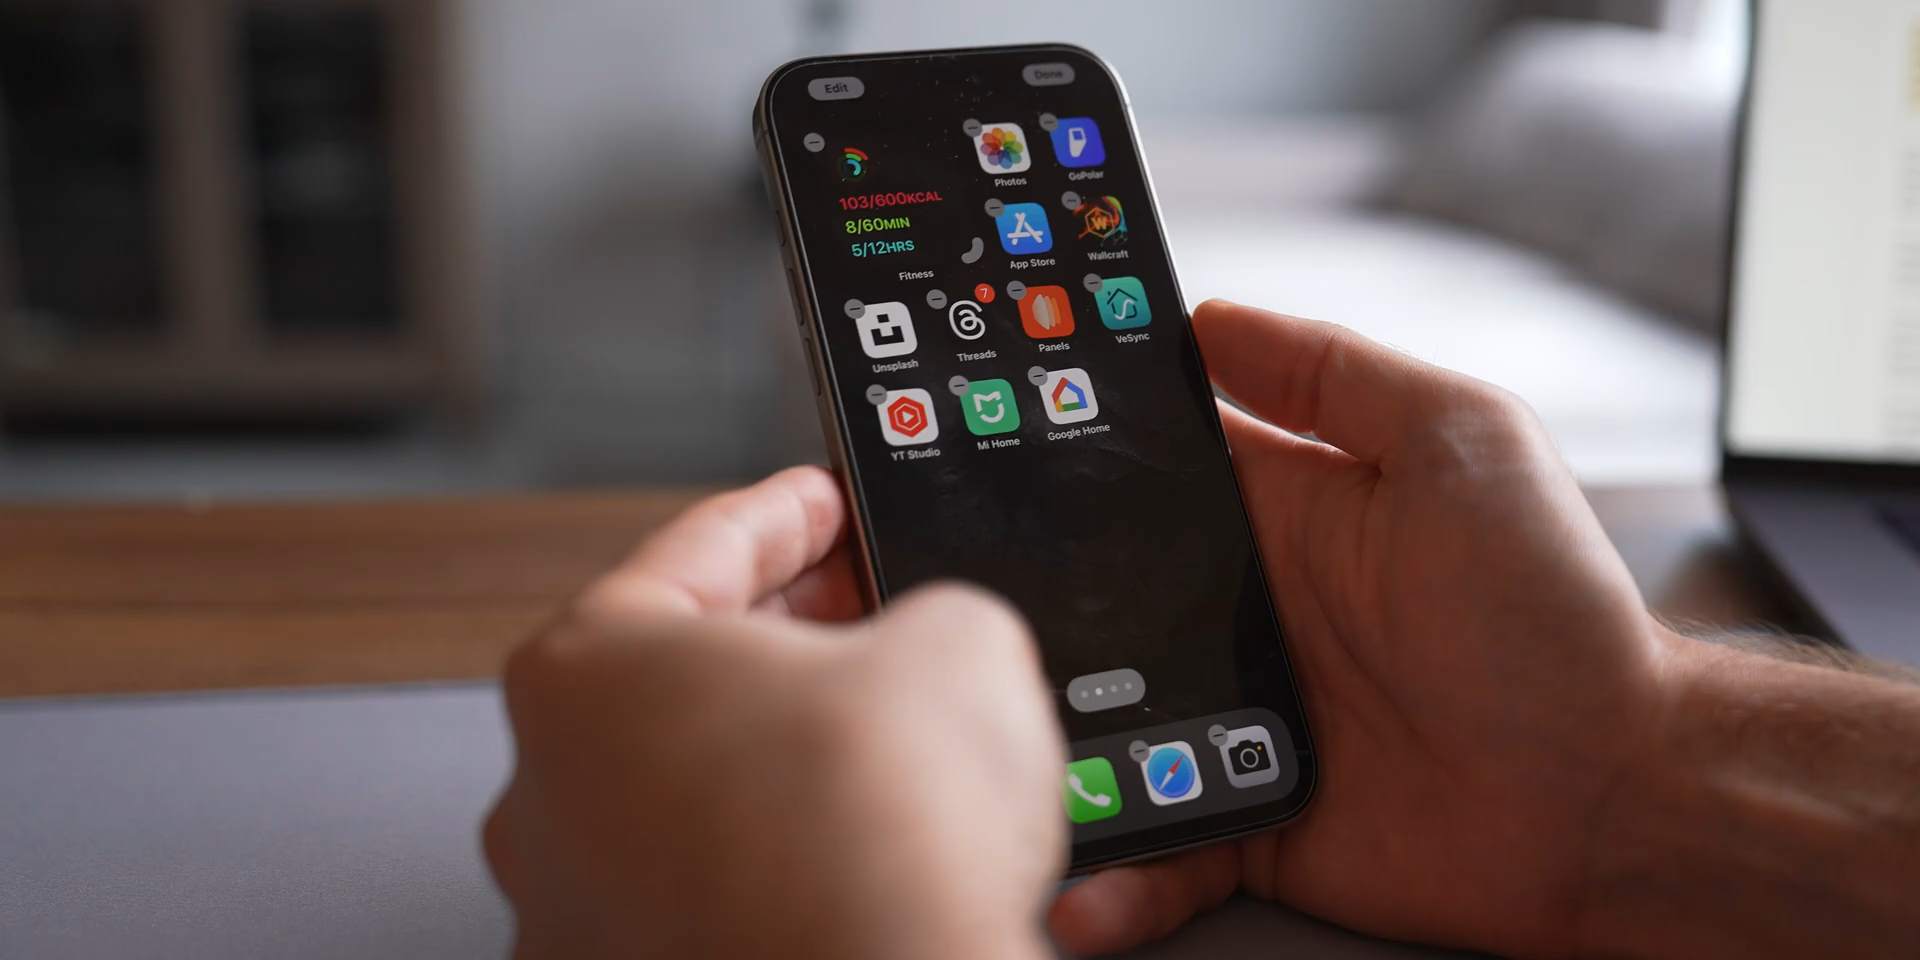 Edit
Done
103/600KCAL
8/60MIN
5/12HRS
Fitness
Photos
GoPolar
App Store
W
Wallcraft
7
Unsplash
Threads
Panels
VeSync
YT Studio
Mi Home
Google Home